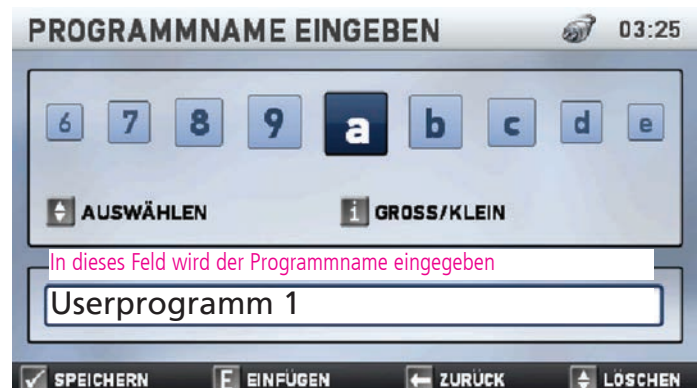 PROGRAMMNAME EINGEBEN 03:25
6 7 8 9 a b c d e
AUSWÄHLEN i GROSS/KLEIN
In dieses Feld wird der Programmname eingegeben
Userprogramm 1
SPEICHERN F EINFÜGEN ZURÜCK LÖSCHEN